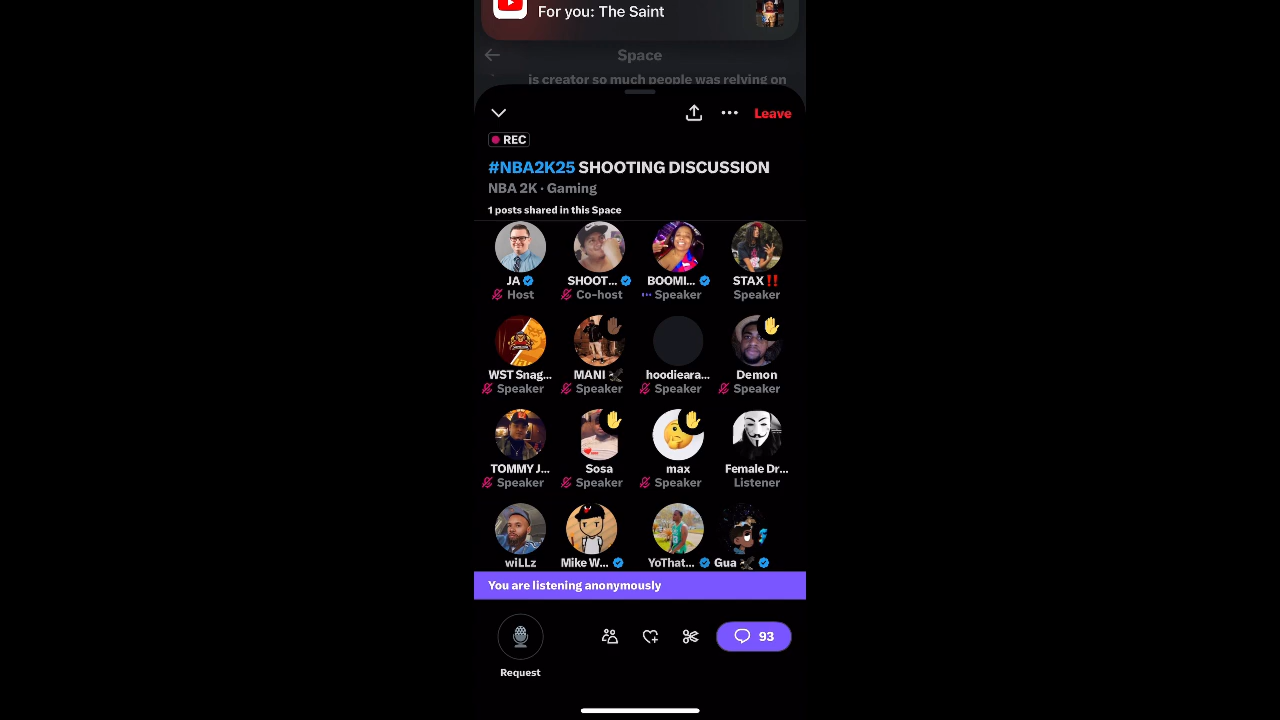 For you: The Saint
Space
is creator so much people was relying on
Leave
REC
#NBA2K25 SHOOTING DISCUSSION
NBA 2K · Gaming
1 posts shared in this Space
JA SHOOT... BOOMI... STAX‼️
Host Co-host Speaker Speaker
WST Snag... MANI hoodieara... Demon
Speaker Speaker Speaker Speaker
TOMMY J... Sosa max Female Dr...
Speaker Speaker Speaker Listener
wiLLz Mike W... YoThat... Gua
You are listening anonymously
93
Request